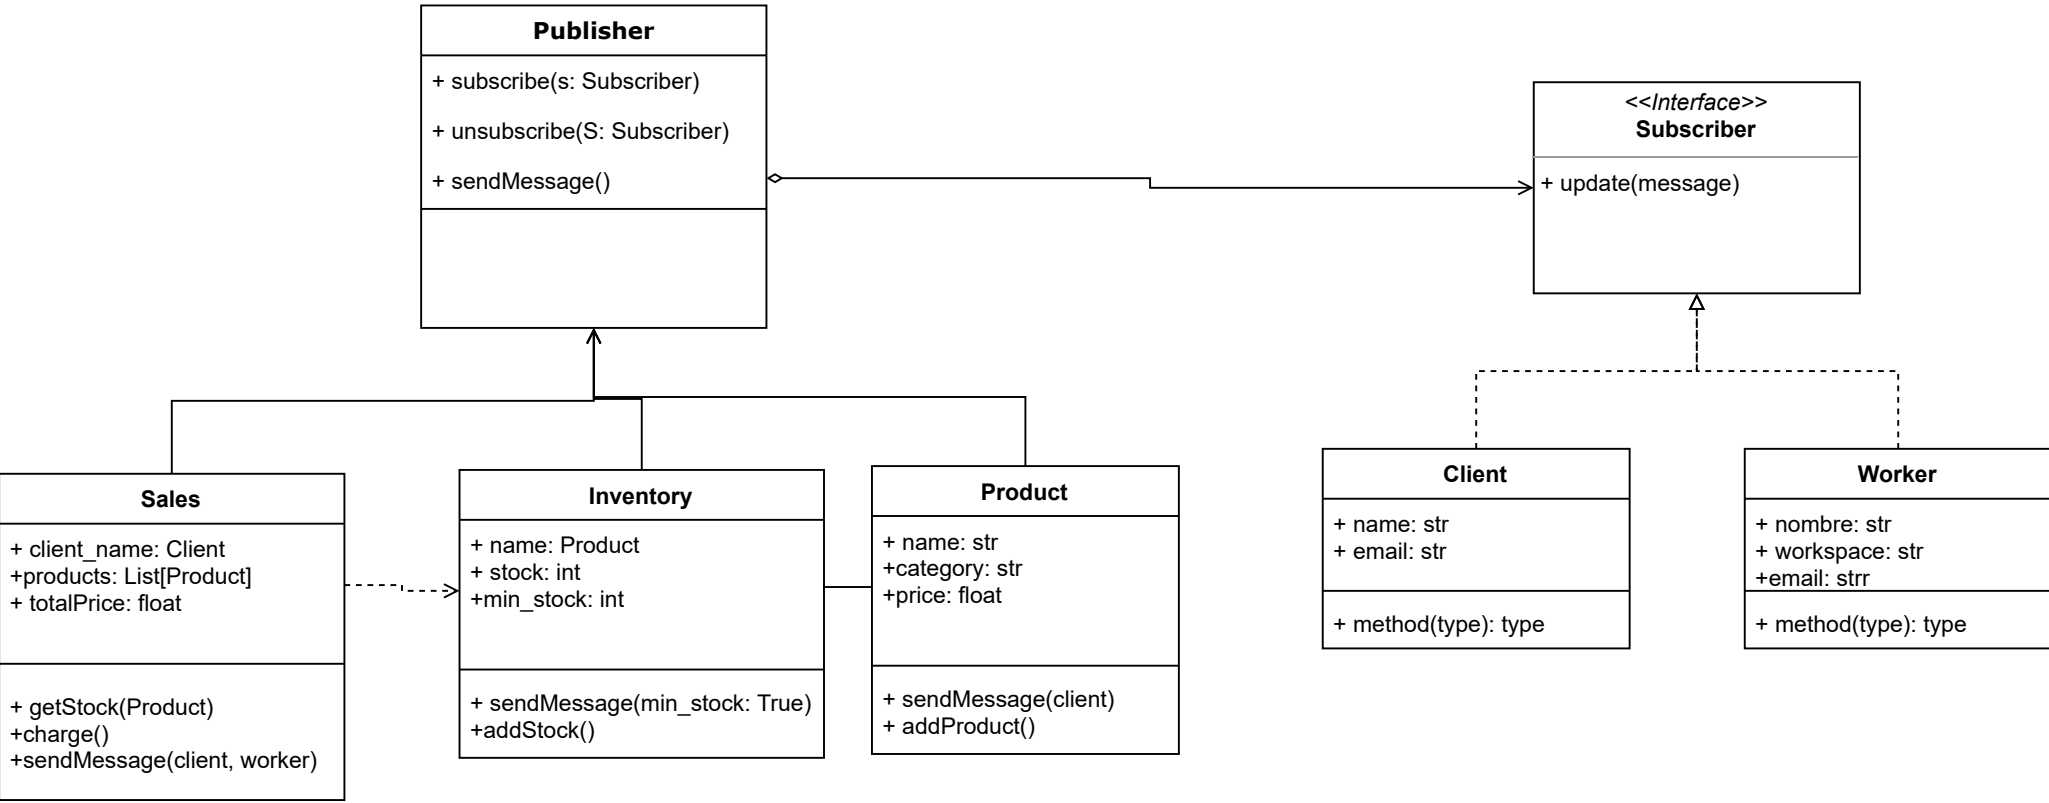 Publisher
+ subscribe(s: Subscriber)
+ unsubscribe(S: Subscriber)
+ sendMessage()
<<Interface>>
Subscriber
+ update(message)
Sales
+ client_name: Client
+products: List[Product]
+ totalPrice: float
+ getStock(Product)
+charge()
+sendMessage(client, worker)
Inventory
+ name: Product
+ stock: int
+min_stock: int
+ sendMessage(min_stock: True)
+addStock()
Product
+ name: str
+category: str
+price: float
+ sendMessage(client)
+ addProduct()
Client
+ name: str
+ email: str
+ method(type): type
Worker
+ nombre: str
+ workspace: str
+email: strr
+ method(type): type